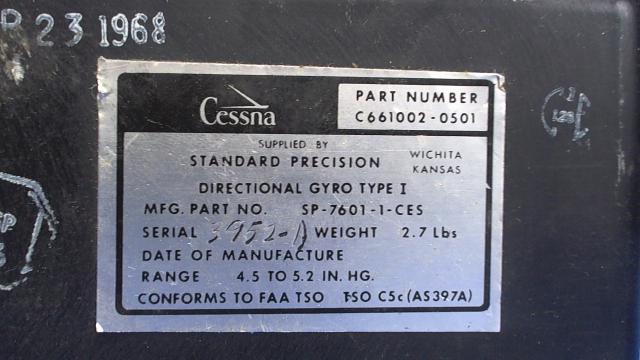 R 23 1968
Cessna
PART NUMBER
C661002-0501
SUPPLIED BY
STANDARD PRECISION WICHITA
KANSAS
DIRECTIONAL GYRO TYPE I
MFG. PART NO. SP-7601-1-CES
SERIAL 3952-A WEIGHT 2.7 Lbs
DATE OF MANUFACTURE
RANGE 4.5 TO 5.2 IN. HG.
CONFORMS TO FAA TSO TSO C5c (AS397A)